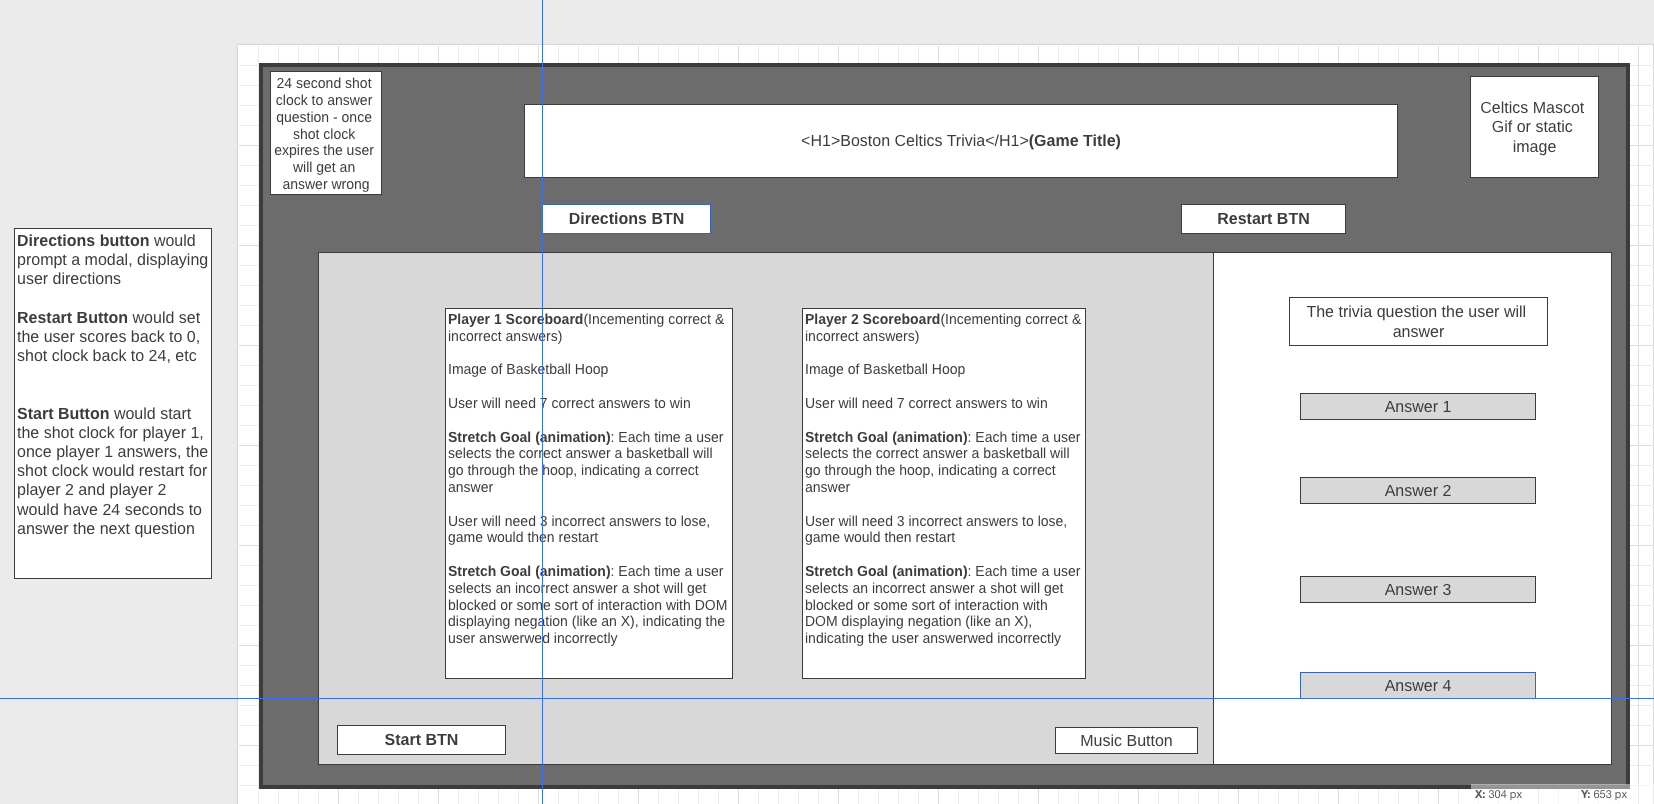 24 second shot
clock to answer
question - once
shot clock
expires the user
will get an
answer wrong
<H1>Boston Celtics Trivia</H1>(Game Title)
Celtics Mascot
Gif or static
image
Directions BTN
Restart BTN
Directions button would
prompt a modal, displaying
user directions
Restart Button would set
the user scores back to 0,
shot clock back to 24, etc
Start Button would start
the shot clock for player 1,
once player 1 answers, the
shot clock would restart for
player 2 and player 2
would have 24 seconds to
answer the next question
Player 1 Scoreboard(Incementing correct &
incorrect answers)
Image of Basketball Hoop
User will need 7 correct answers to win
Stretch Goal (animation): Each time a user
selects the correct answer a basketball will
go through the hoop, indicating a correct
answer
User will need 3 incorrect answers to lose,
game would then restart
Stretch Goal (animation): Each time a user
selects an incorrect answer a shot will get
blocked or some sort of interaction with DOM
displaying negation (like an X), indicating the
user answerwed incorrectly
Player 2 Scoreboard(Incementing correct &
incorrect answers)
Image of Basketball Hoop
User will need 7 correct answers to win
Stretch Goal (animation): Each time a user
selects the correct answer a basketball will
go through the hoop, indicating a correct
answer
User will need 3 incorrect answers to lose,
game would then restart
Stretch Goal (animation): Each time a user
selects an incorrect answer a shot will get
blocked or some sort of interaction with
DOM displaying negation (like an X),
indicating the user answerwed incorrectly
The trivia question the user will
answer
Answer 1
Answer 2
Answer 3
Answer 4
Start BTN
Music Button
X: 304 px Y: 653 px